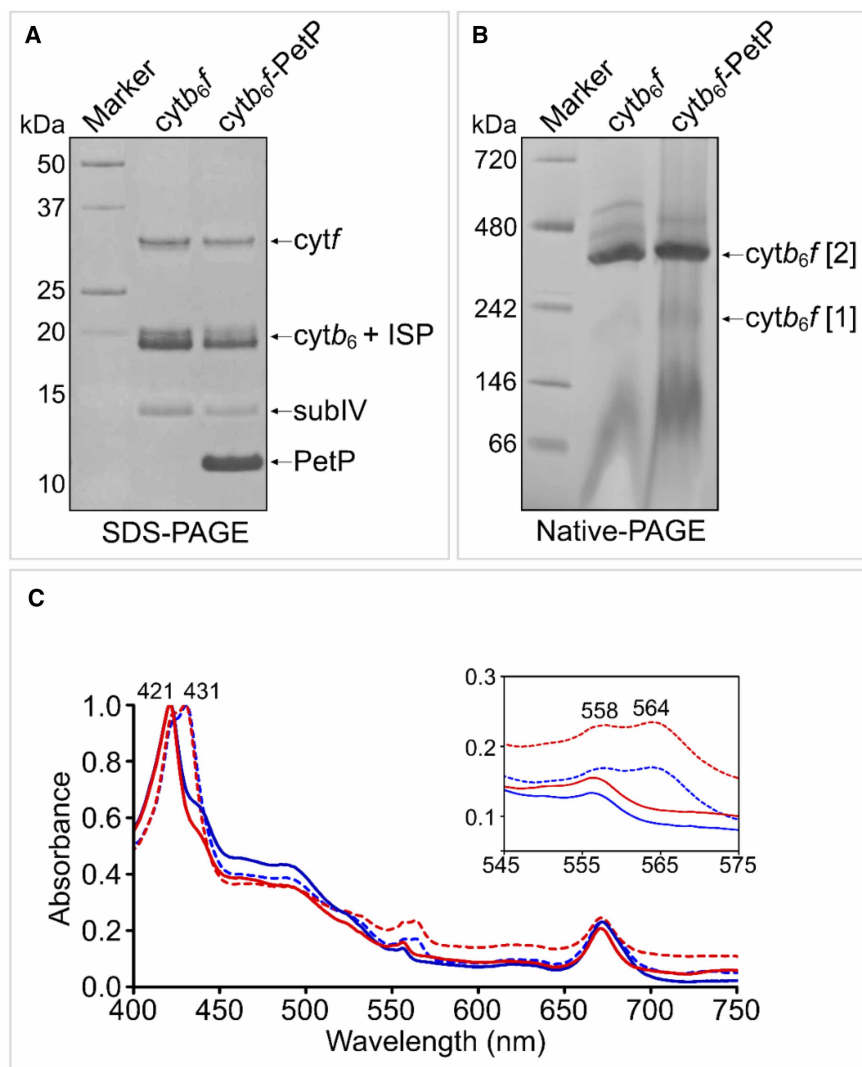 A
kDa Marker cytb₆f cytb₆f-PetP
50
37
cytf
25
20
cytb₆ + ISP
15
subIV
PetP
10
SDS-PAGE
B
kDa Marker cytb₆f cytb₆f-PetP
720
480
cytb₆f [2]
242
cytb₆f [1]
146
66
Native-PAGE
C
421 431
1.0
0.8
0.6
0.4
0.2
0.0
Absorbance
400 450 500 550 600 650 700 750
Wavelength (nm)
0.3
558 564
0.2
0.1
545 555 565 575